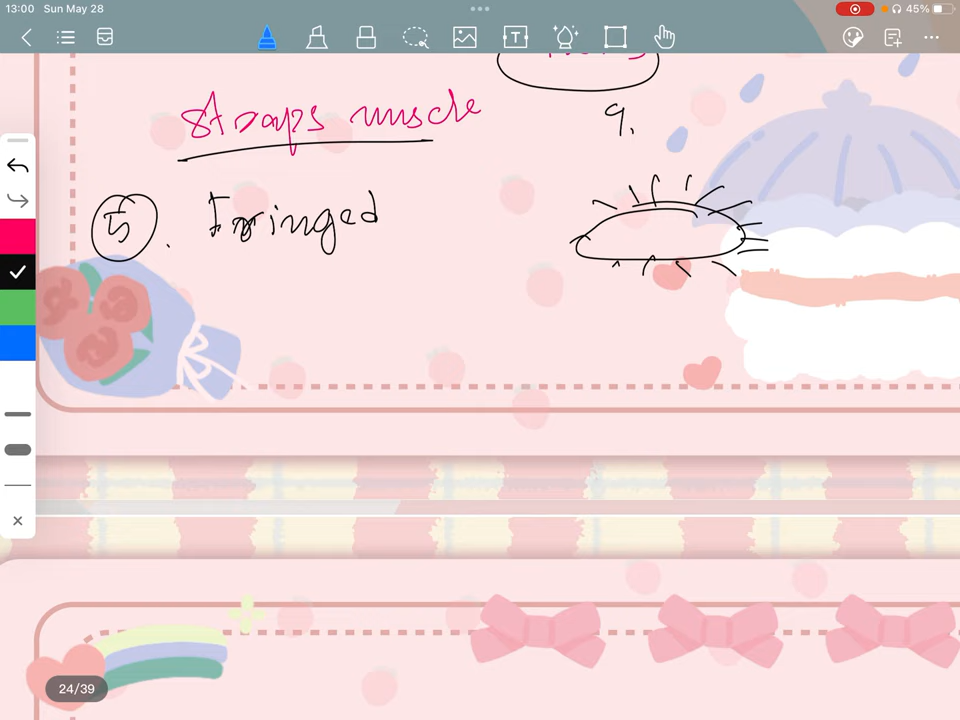 13:00 Sun May 28
45%
Straps muscle
9.
5. Fringed
24/39